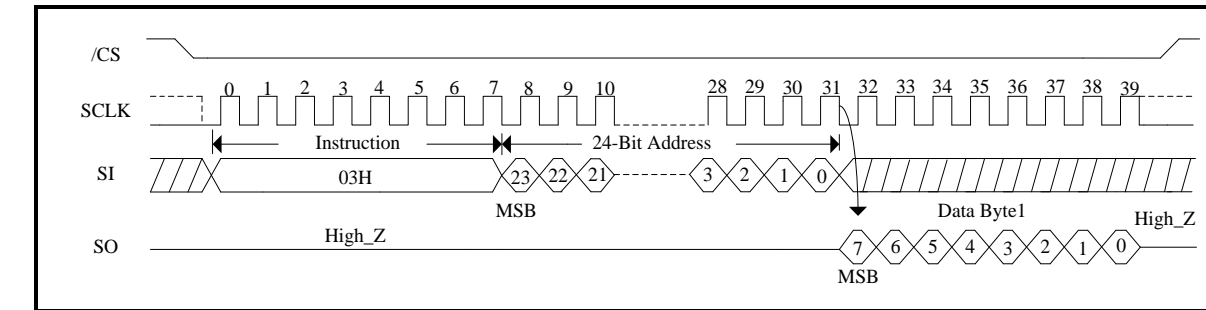 /CS
SCLK 0 1 2 3 4 5 6 7 8 9 10 28 29 30 31 32 33 34 35 36 37 38 39
Instruction 24-Bit Address
SI 03H 23 22 21 3 2 1 0
MSB Data Byte1
SO High_Z 7 6 5 4 3 2 1 0 High_Z
MSB